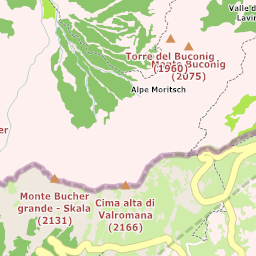 Valle d
Lavin
Torre del Buconig
(1960)
Monte Buconig
(2075)
Alpe Moritsch
er
Monte Bucher
grande - Skala
(2131)
Cima alta di
Valromana
(2166)